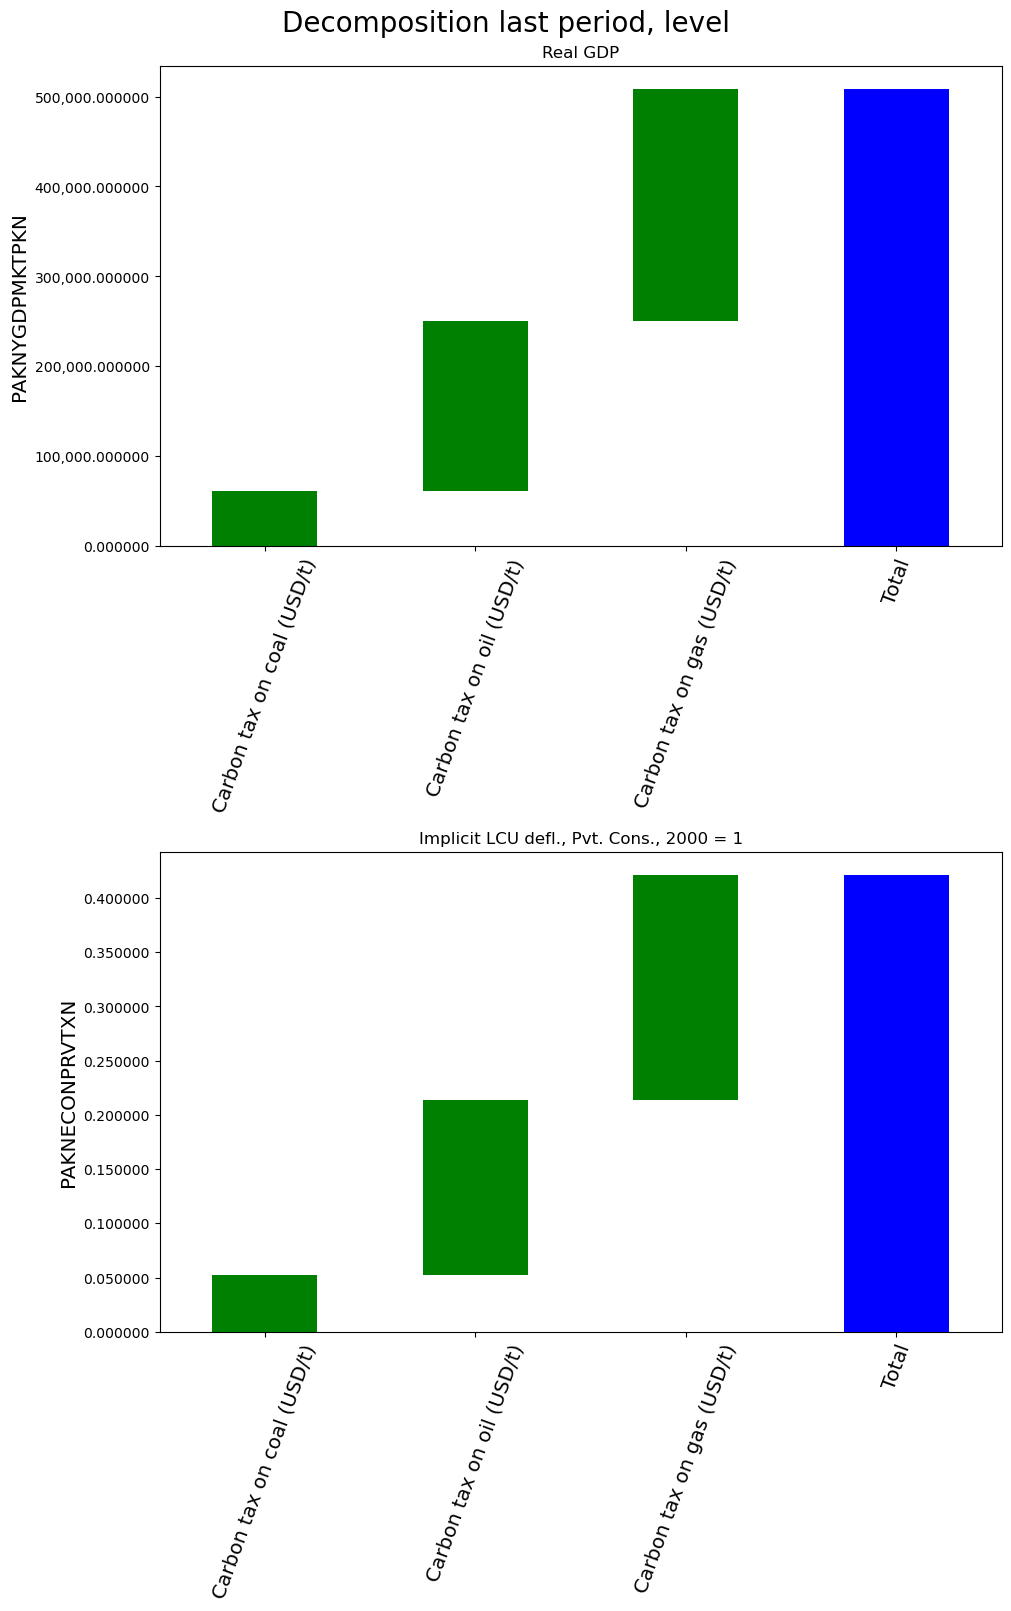 Decomposition last period, level
Real GDP
PAKNYGDPMKTPKN
500,000.000000
400,000.000000
300,000.000000
200,000.000000
100,000.000000
0.000000
Carbon tax on coal (USD/t)
Carbon tax on oil (USD/t)
Carbon tax on gas (USD/t)
Total
Implicit LCU defl., Pvt. Cons., 2000 = 1
PAKNECONPRVTXN
0.400000
0.350000
0.300000
0.250000
0.200000
0.150000
0.100000
0.050000
0.000000
Carbon tax on coal (USD/t)
Carbon tax on oil (USD/t)
Carbon tax on gas (USD/t)
Total